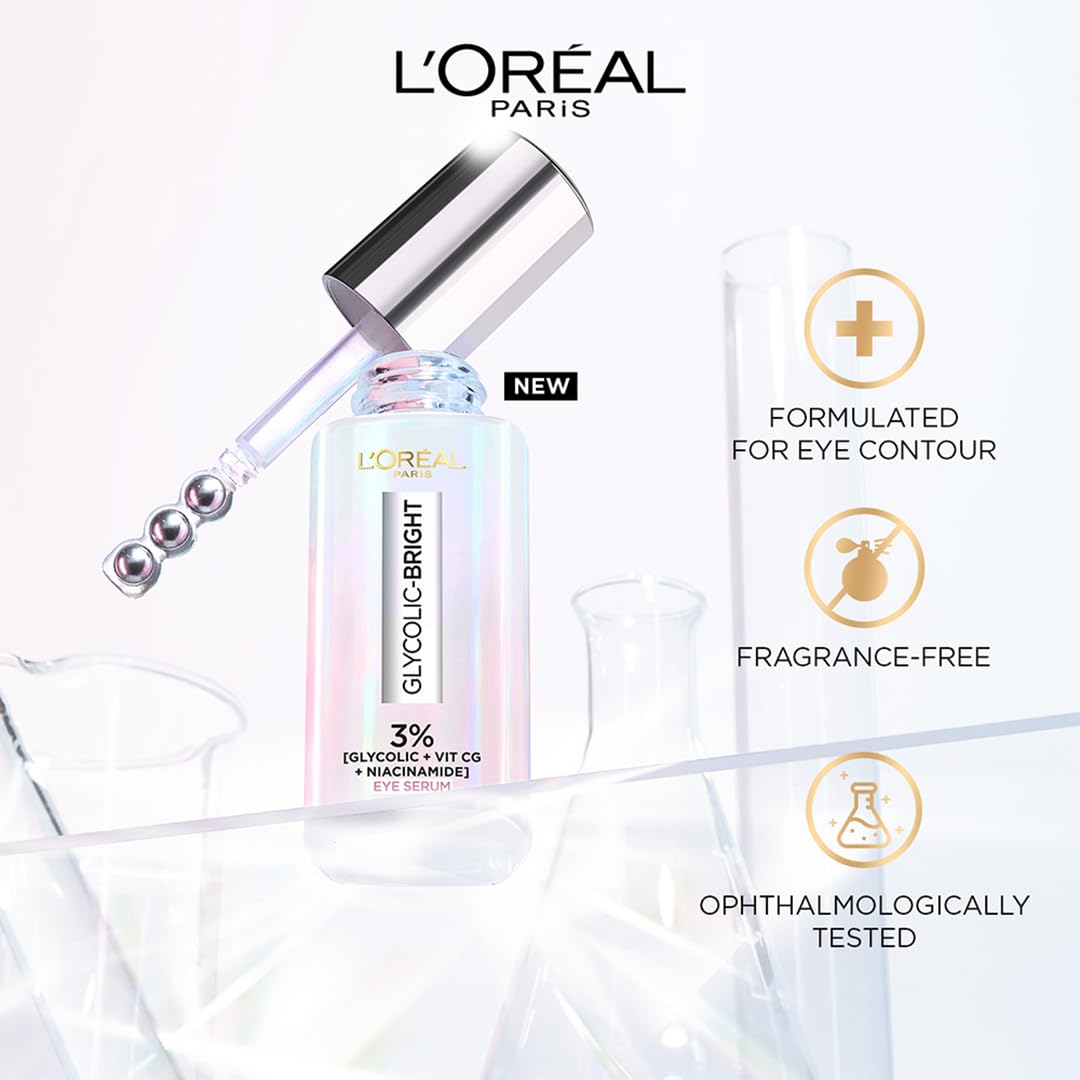 L'ORÉAL
PARiS
NEW
L'ORÉAL
PARiS
GLYCOLIC-BRIGHT
3%
[GLYCOLIC + VIT CG
+ NIACINAMIDE]
EYE SERUM
FORMULATED
FOR EYE CONTOUR
FRAGRANCE-FREE
OPHTHALMOLOGICALLY
TESTED